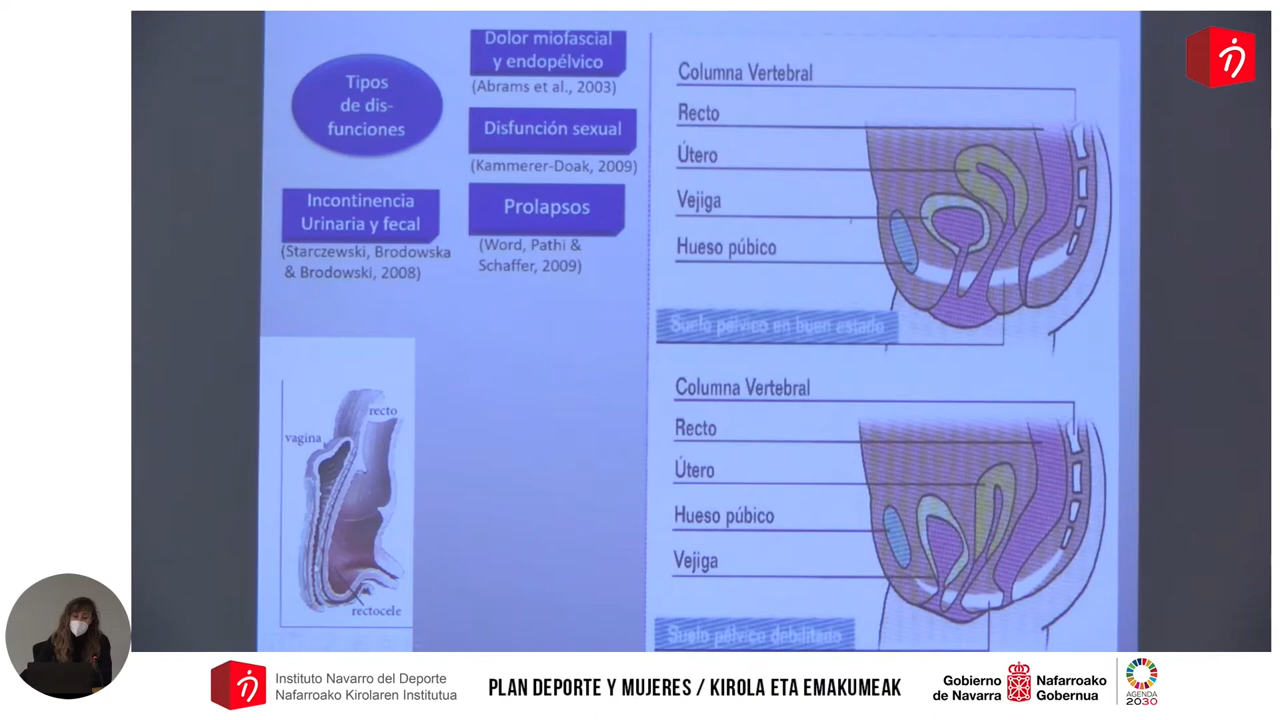 Tipos
de dis-
funciones
Dolor miofascial
y endopélvico
(Abrams et al., 2003)
Disfunción sexual
(Kammerer-Doak, 2009)
Incontinencia
Urinaria y fecal
(Starczewski, Brodowska
& Brodowski, 2008)
Prolapsos
(Word, Pathi &
Schaffer, 2009)
recto
vagina
rectocele
Columna Vertebral
Recto
Útero
Vejiga
Hueso púbico
Suelo pélvico en buen estado
Columna Vertebral
Recto
Útero
Hueso púbico
Vejiga
Suelo pélvico debilitado
Instituto Navarro del Deporte
Nafarroako Kirolaren Institutua
PLAN DEPORTE Y MUJERES / KIROLA ETA EMAKUMEAK
Gobierno
de Navarra
Nafarroako
Gobernua
AGENDA
2030